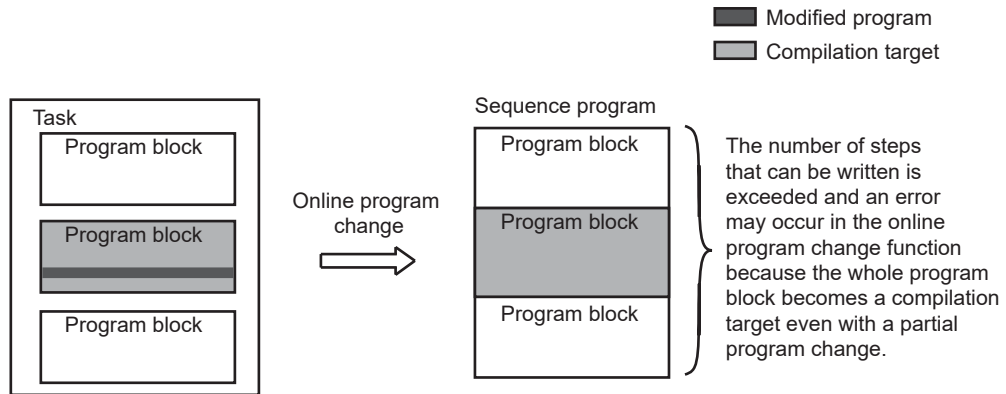 Modified program
Compilation target
Task
Program block
Program block
Program block
Online program
change
Sequence program
Program block
Program block
Program block
The number of steps
that can be written is
exceeded and an error
may occur in the online
program change function
because the whole program
block becomes a compilation
target even with a partial
program change.